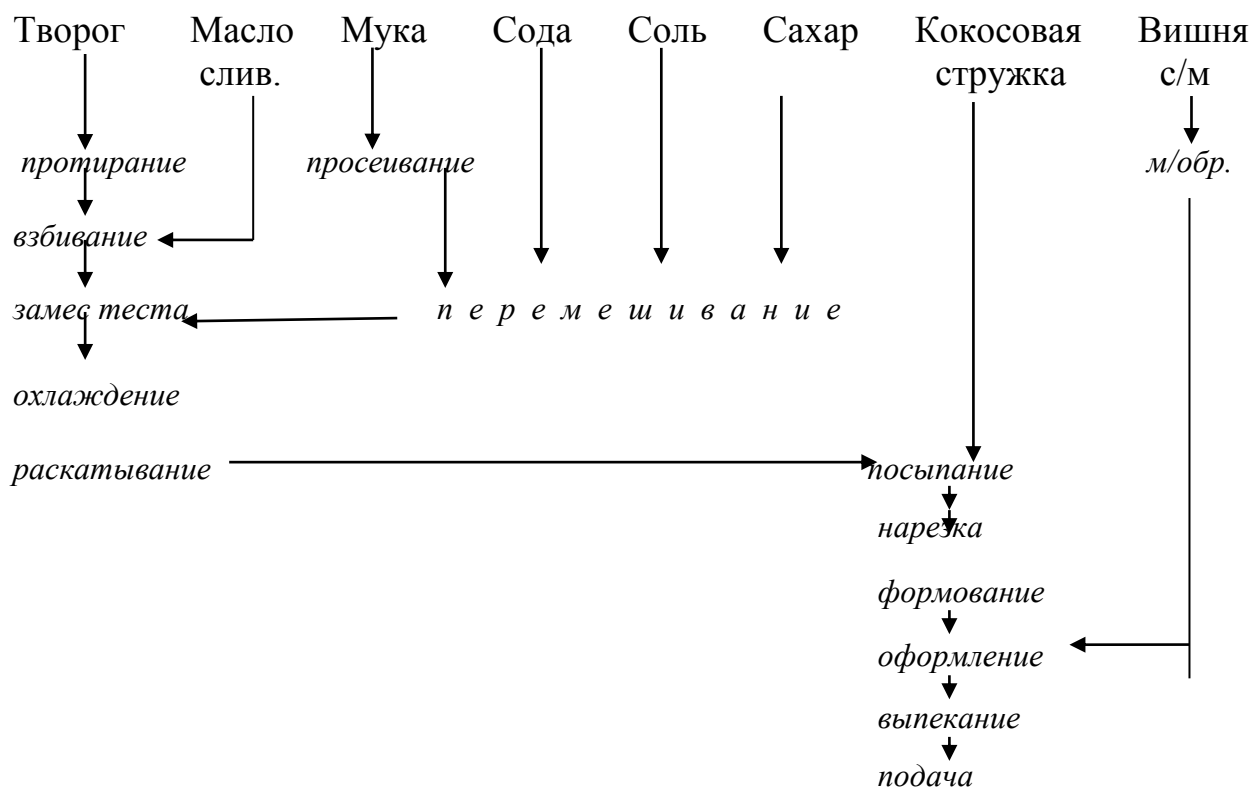 Творог Масло Мука Сода Соль Сахар Кокосовая Вишня
слив. стружка с/м
протирание просеивание м/обр.
взбивание
замес теста п е р е м е ш и в а н и е
охлаждение
раскатывание посыпание
нарезка
формование
оформление
выпекание
подача